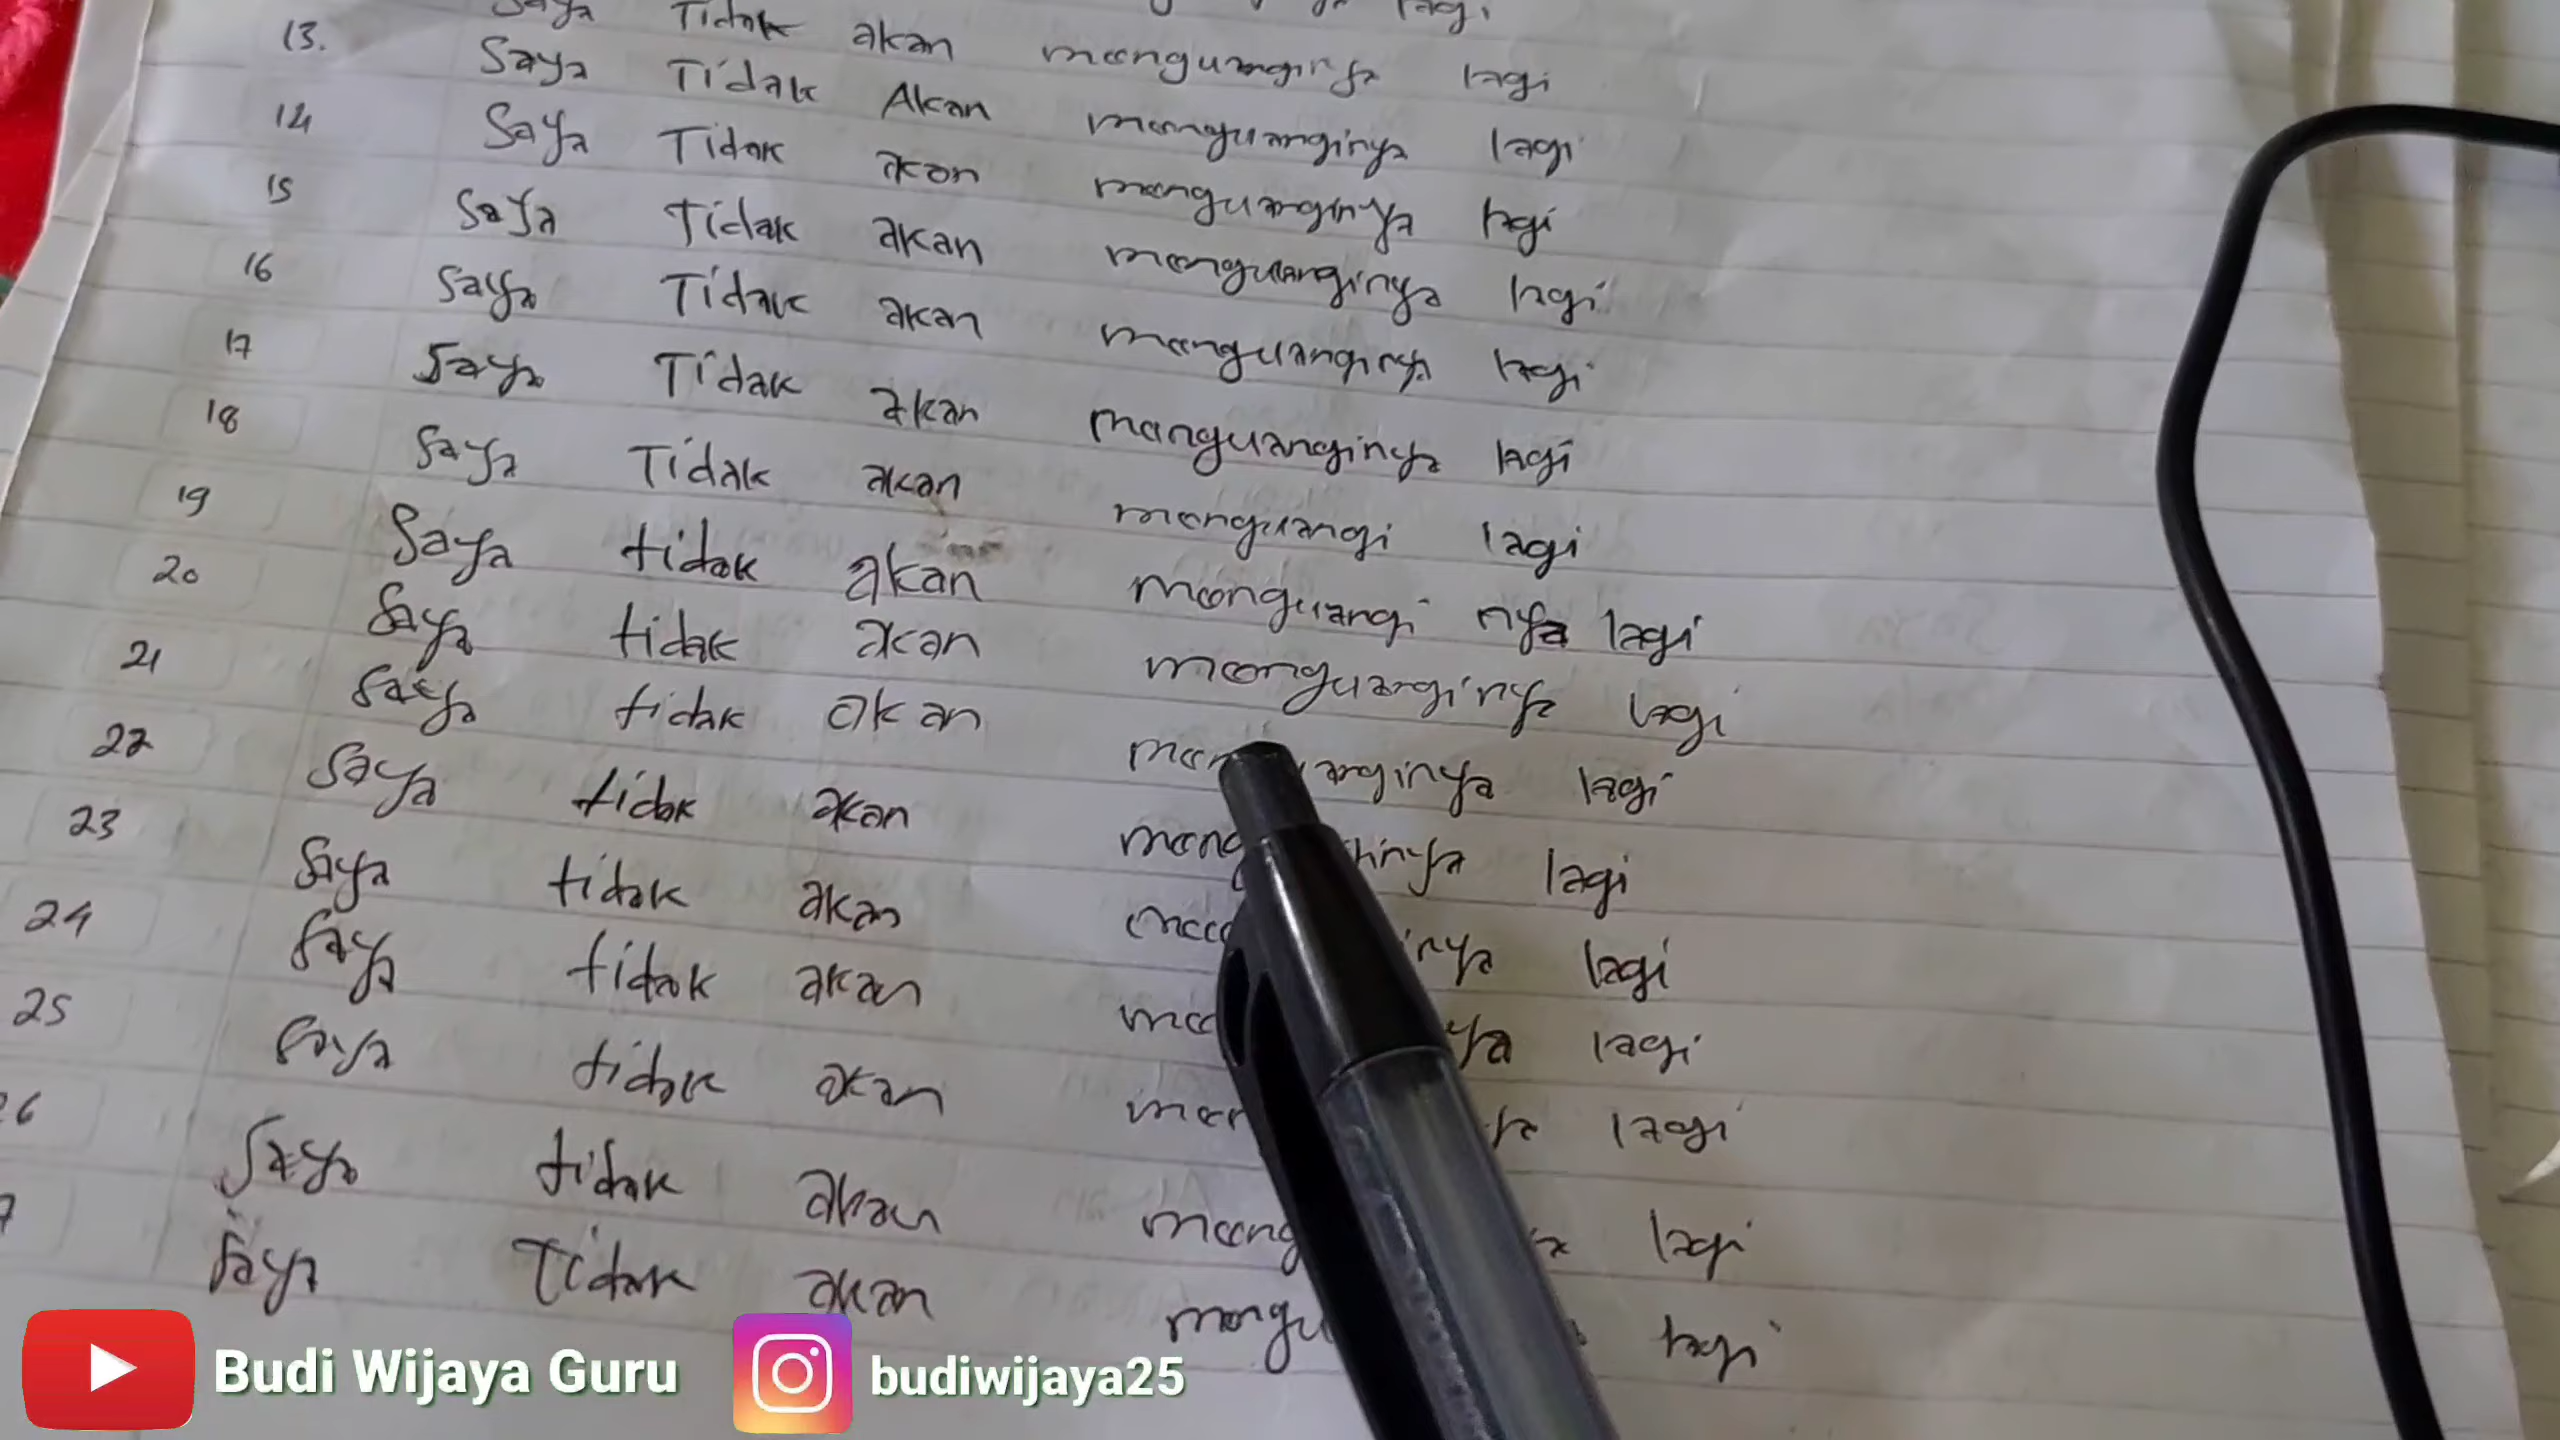 Saya Tidak akan menguanginya lagi
13. Saya Tidak Akan menguanginya lagi
14 Saya Tidak akan menguanginya lagi
15 Saya Tidak akan menguanginya lagi
16 Saya Tidak akan menguanginya lagi
17 Saya Tidak akan manguanginya lagi
18 Saya Tidak akan menguangi lagi
19 Saya tidak akan menguangi nya lagi
20 Saya tidak akan menguanginya lagi
21 Saya tidak akan lagi
22 Saya tidak akan lagi
23 Saya tidak akan lagi
24 Saya tidak akan lagi
25 Saya tidak akan lagi
26 Saya tidak akan lagi
Saya Tidak akan lagi
Budi Wijaya Guru budiwijaya25